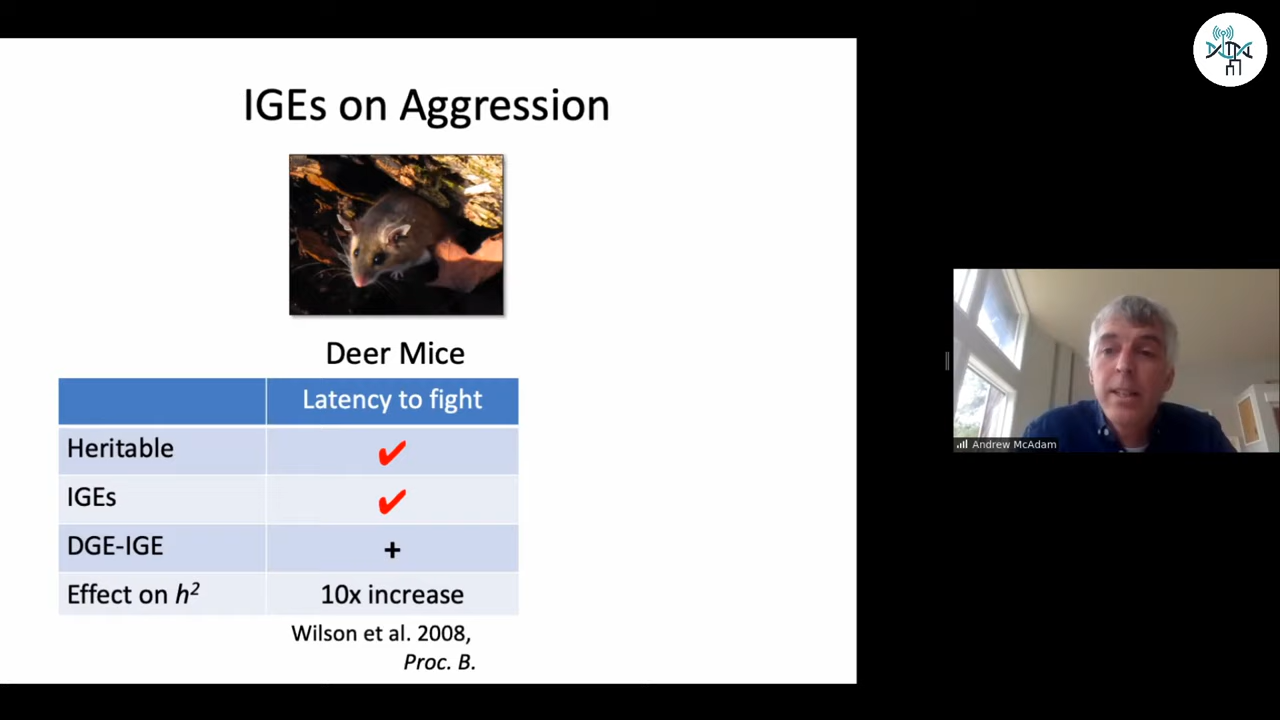 IGEs on Aggression
Deer Mice
Latency to fight
Heritable ✔
IGEs ✔
DGE-IGE +
Effect on h² 10x increase
Wilson et al. 2008,
Proc. B.
Andrew McAdam